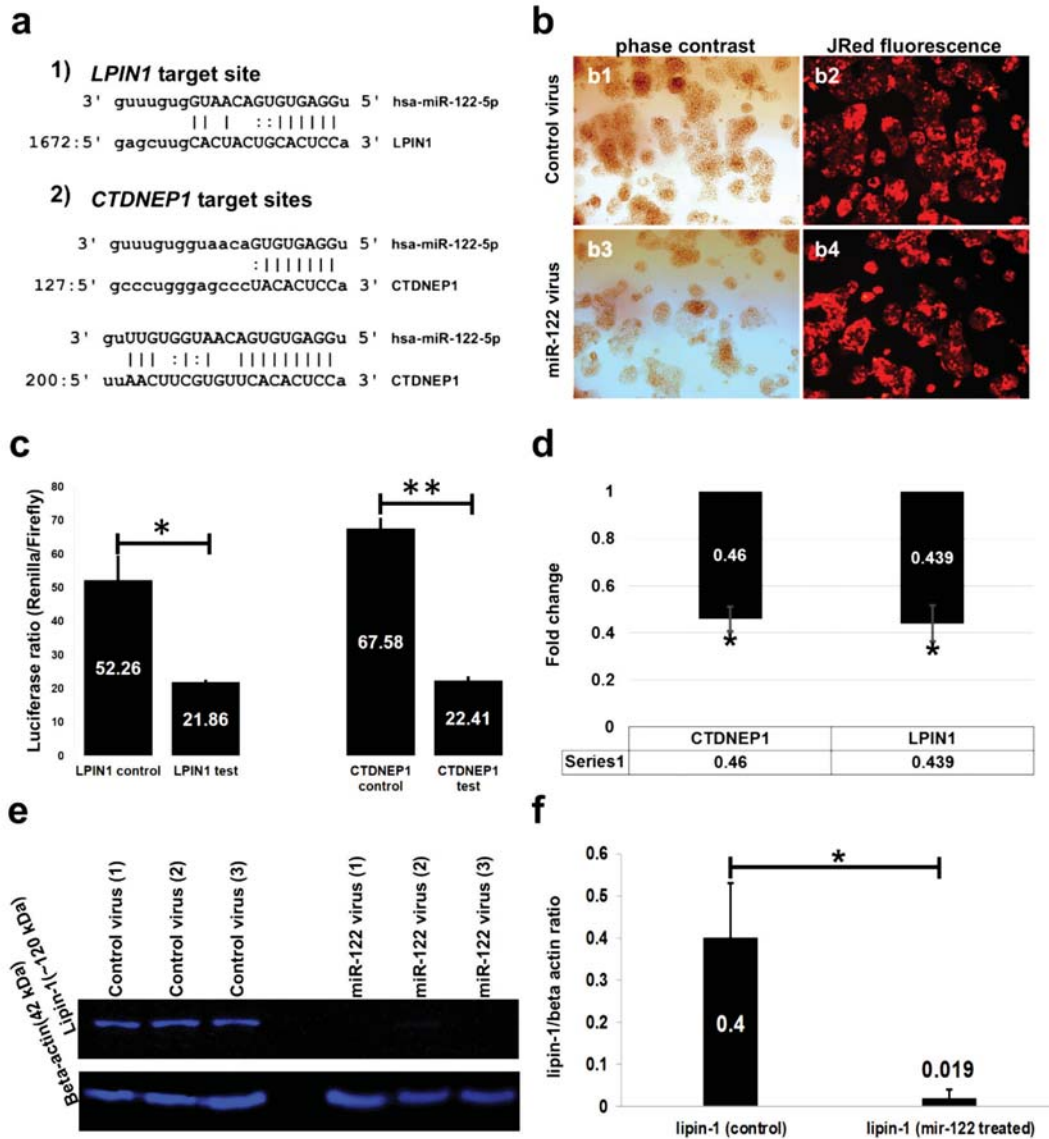 a
1) LPIN1 target site
3' guuugugGUAACAGUGUGAGGu 5' hsa-miR-122-5p
|| | ::||||||
1672:5' gagcuugCACUACUGCACUCCa 3' LPIN1
2) CTDNEP1 target sites
3' guuugugguaacaGUGUGAGGu 5' hsa-miR-122-5p
:|||||||
127:5' gcccugggagcccUACACUCCa 3' CTDNEP1
3' guUUGUGGUAACAGUGUGAGGu 5' hsa-miR-122-5p
||| :|:| |||||||||
200:5' uuAACUUCGUGUUCACACUCCa 3' CTDNEP1
b
phase contrast JRed fluorescence
Control virus
b1 b2
miR-122 virus
b3 b4
c
Luciferase ratio (Renilla/Firefly)
80
70
60
50
40
30
20
10
0
* **
52.26 21.86 67.58 22.41
LPIN1 control LPIN1 test CTDNEP1 control CTDNEP1 test
d
Fold change
1
0.8
0.6
0.4
0.2
0
0.46 0.439
* *
CTDNEP1 LPIN1
Series1 0.46 0.439
e
Control virus (1)
Control virus (2)
Control virus (3)
miR-122 virus (1)
miR-122 virus (2)
miR-122 virus (3)
Lipin-1(~120 kDa)
Beta-actin(42 kDa)
f
lipin-1/beta actin ratio
0.6
0.5
0.4
0.3
0.2
0.1
0
*
0.4 0.019
lipin-1 (control) lipin-1 (mir-122 treated)